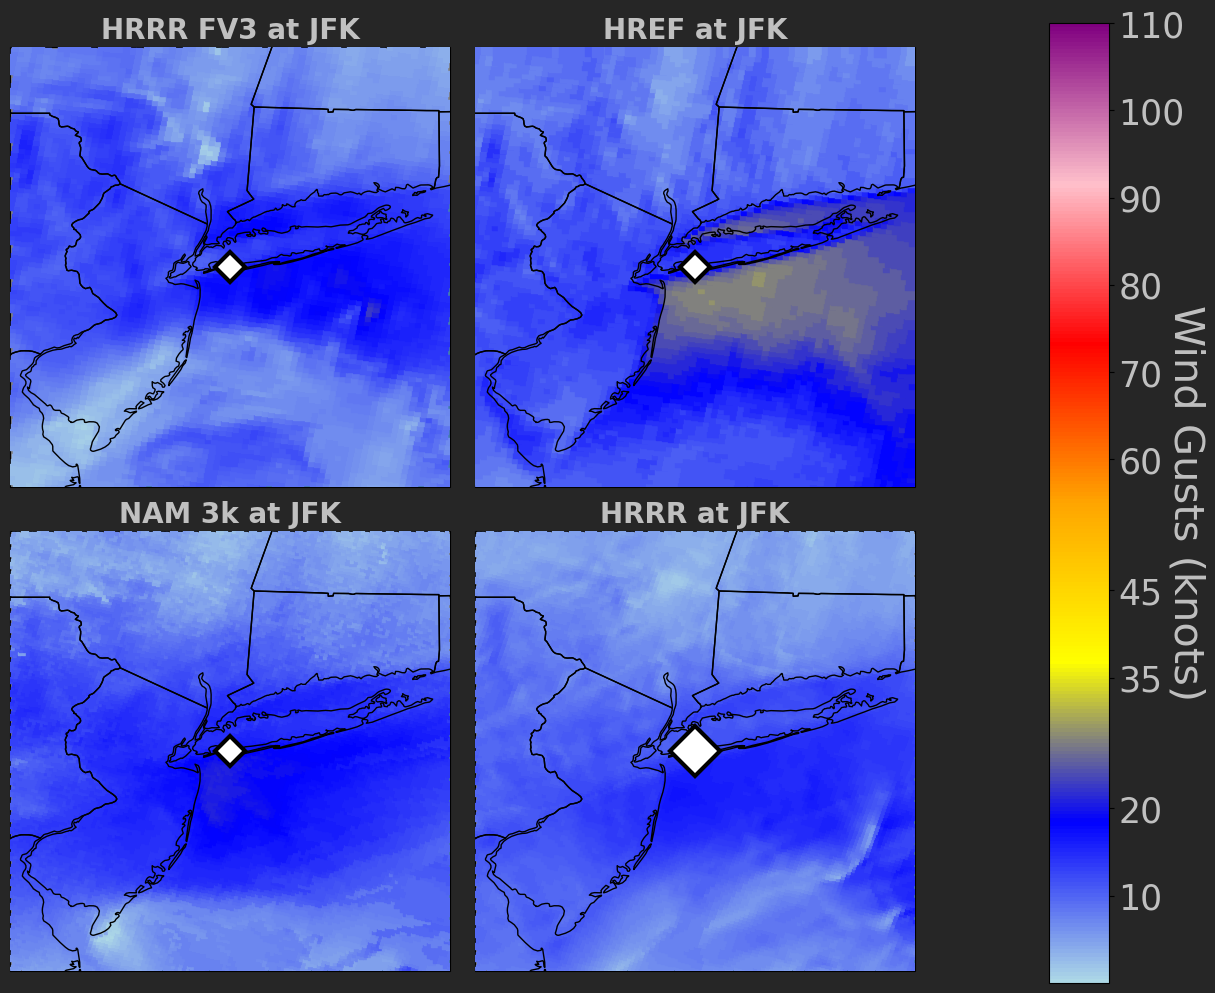 HRRR FV3 at JFK
HREF at JFK
NAM 3k at JFK
HRRR at JFK
110
100
90
80
70
60
45
35
20
10
Wind Gusts (knots)